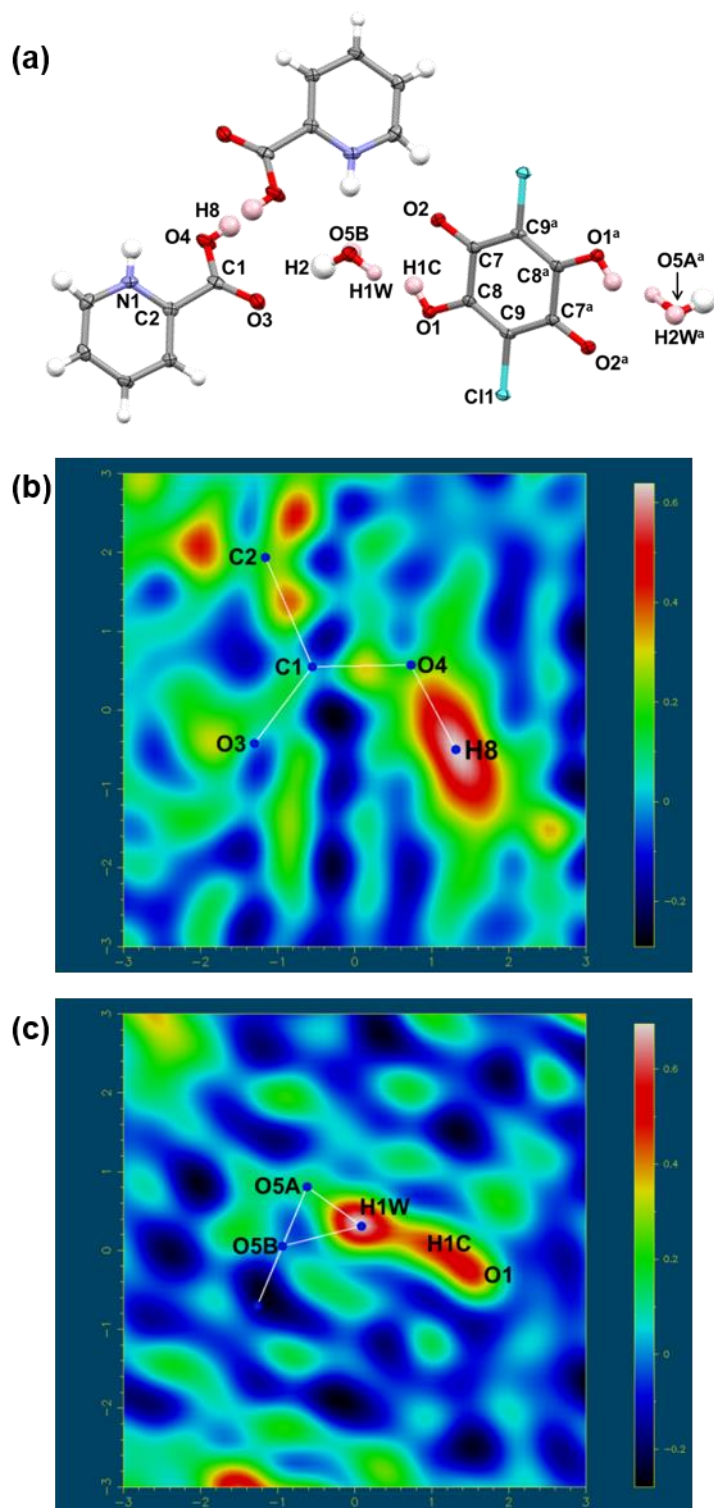 (a)
H8
O4
C1
N1
C2
O3
O5B
H2
H1W
O2
C9ᵃ
C7
H1C
C8
O1
C9
C8ᵃ
O1ᵃ
C7ᵃ
O2ᵃ
Cl1
O5Aᵃ
H2Wᵃ
(b)
3
2
1
0
-1
-2
-3
-3
-2
-1
0
1
2
3
C2
C1
O4
O3
H8
0.6
0.4
0.2
0
-0.2
(c)
3
2
1
0
-1
-2
-3
-3
-2
-1
0
1
2
3
O5A
H1W
O5B
H1C
O1
0.6
0.4
0.2
0
-0.2